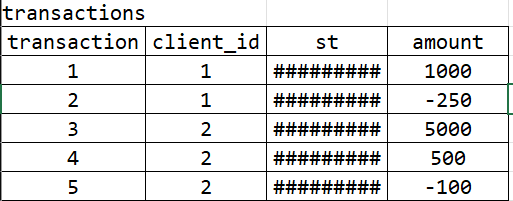 transactions
transaction client_id st amount
1 1 ######### 1000
2 1 ######### -250
3 2 ######### 5000
4 2 ######### 500
5 2 ######### -100